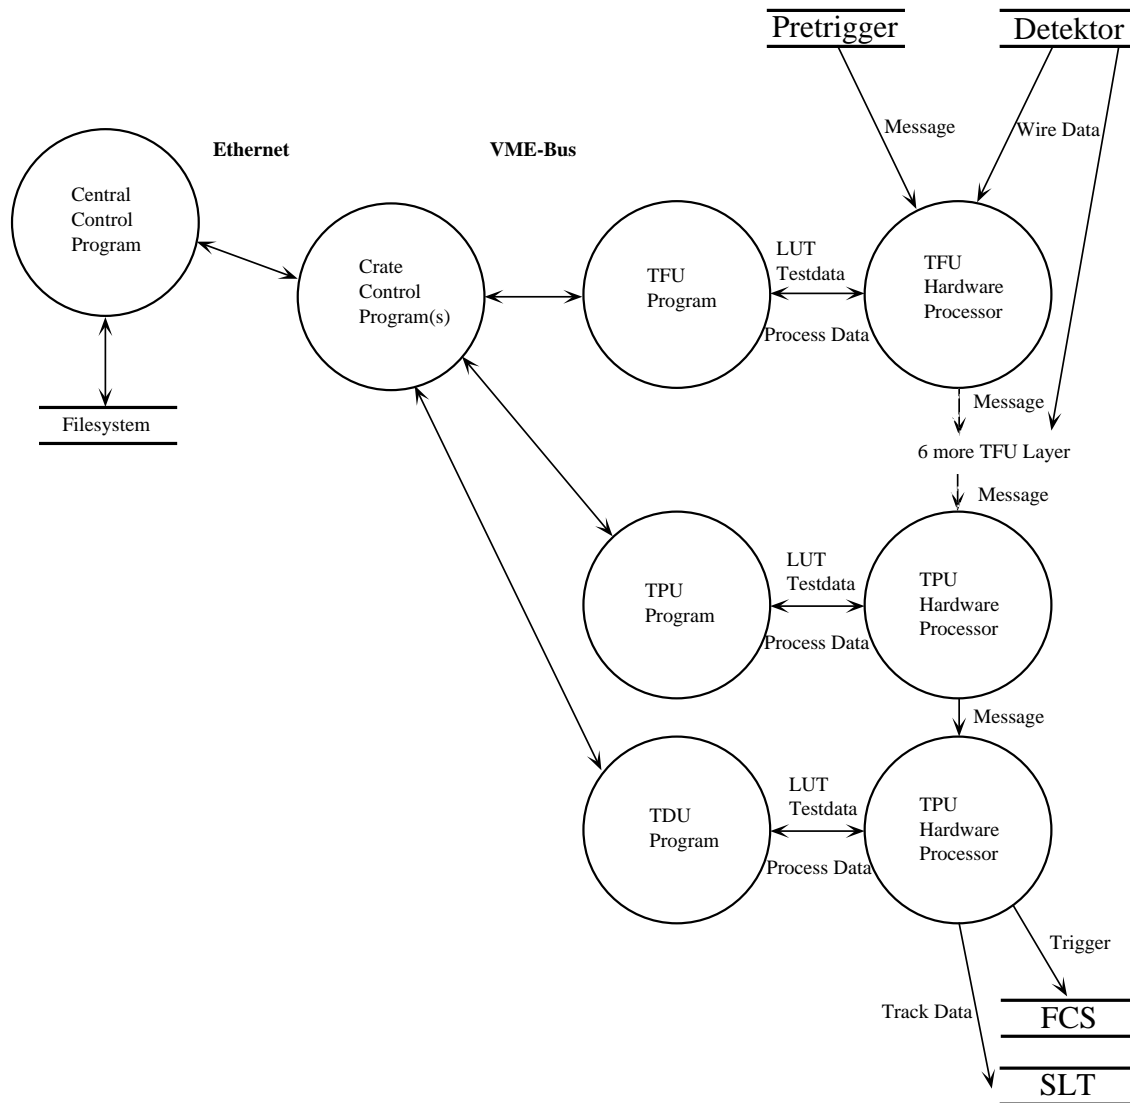 Pretrigger
Detektor
Message
Wire Data
Ethernet
VME-Bus
Central
Control
Program
Crate
Control
Program(s)
TFU
Program
LUT
Testdata
Process Data
TFU
Hardware
Processor
Filesystem
Message
6 more TFU Layer
Message
TPU
Program
LUT
Testdata
Process Data
TPU
Hardware
Processor
Message
TDU
Program
LUT
Testdata
Process Data
TPU
Hardware
Processor
Trigger
Track Data
FCS
SLT